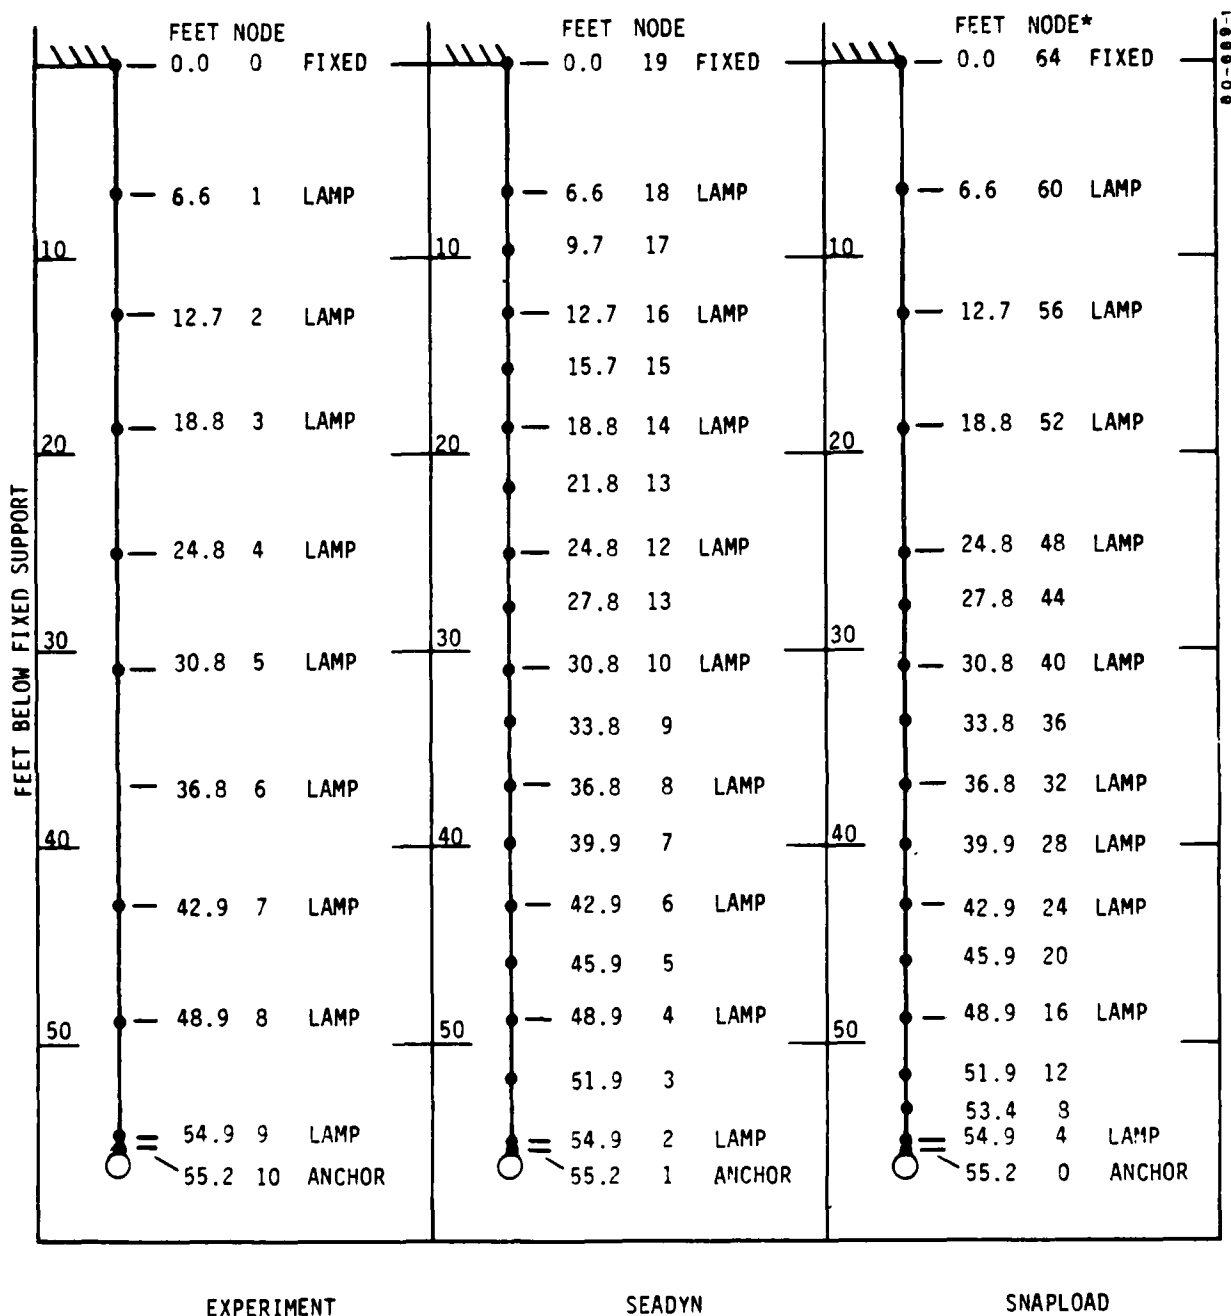 FEET NODE
0.0 0 FIXED
6.6 1 LAMP
10
12.7 2 LAMP
18.8 3 LAMP
20
24.8 4 LAMP
30
30.8 5 LAMP
36.8 6 LAMP
40
42.9 7 LAMP
48.9 8 LAMP
50
54.9 9 LAMP
55.2 10 ANCHOR
FEET BELOW FIXED SUPPORT
EXPERIMENT
FEET NODE
0.0 19 FIXED
6.6 18 LAMP
9.7 17
10
12.7 16 LAMP
15.7 15
18.8 14 LAMP
20
21.8 13
24.8 12 LAMP
27.8 13
30
30.8 10 LAMP
33.8 9
36.8 8 LAMP
39.9 7
40
42.9 6 LAMP
45.9 5
48.9 4 LAMP
50
51.9 3
54.9 2 LAMP
55.2 1 ANCHOR
SEADYN
FEET NODE*
0.0 64 FIXED
6.6 60 LAMP
10
12.7 56 LAMP
18.8 52 LAMP
20
24.8 48 LAMP
27.8 44
30
30.8 40 LAMP
33.8 36
36.8 32 LAMP
39.9 28 LAMP
40
42.9 24 LAMP
45.9 20
48.9 16 LAMP
50
51.9 12
53.4 8
54.9 4 LAMP
55.2 0 ANCHOR
SNAPLOAD
80-669-1